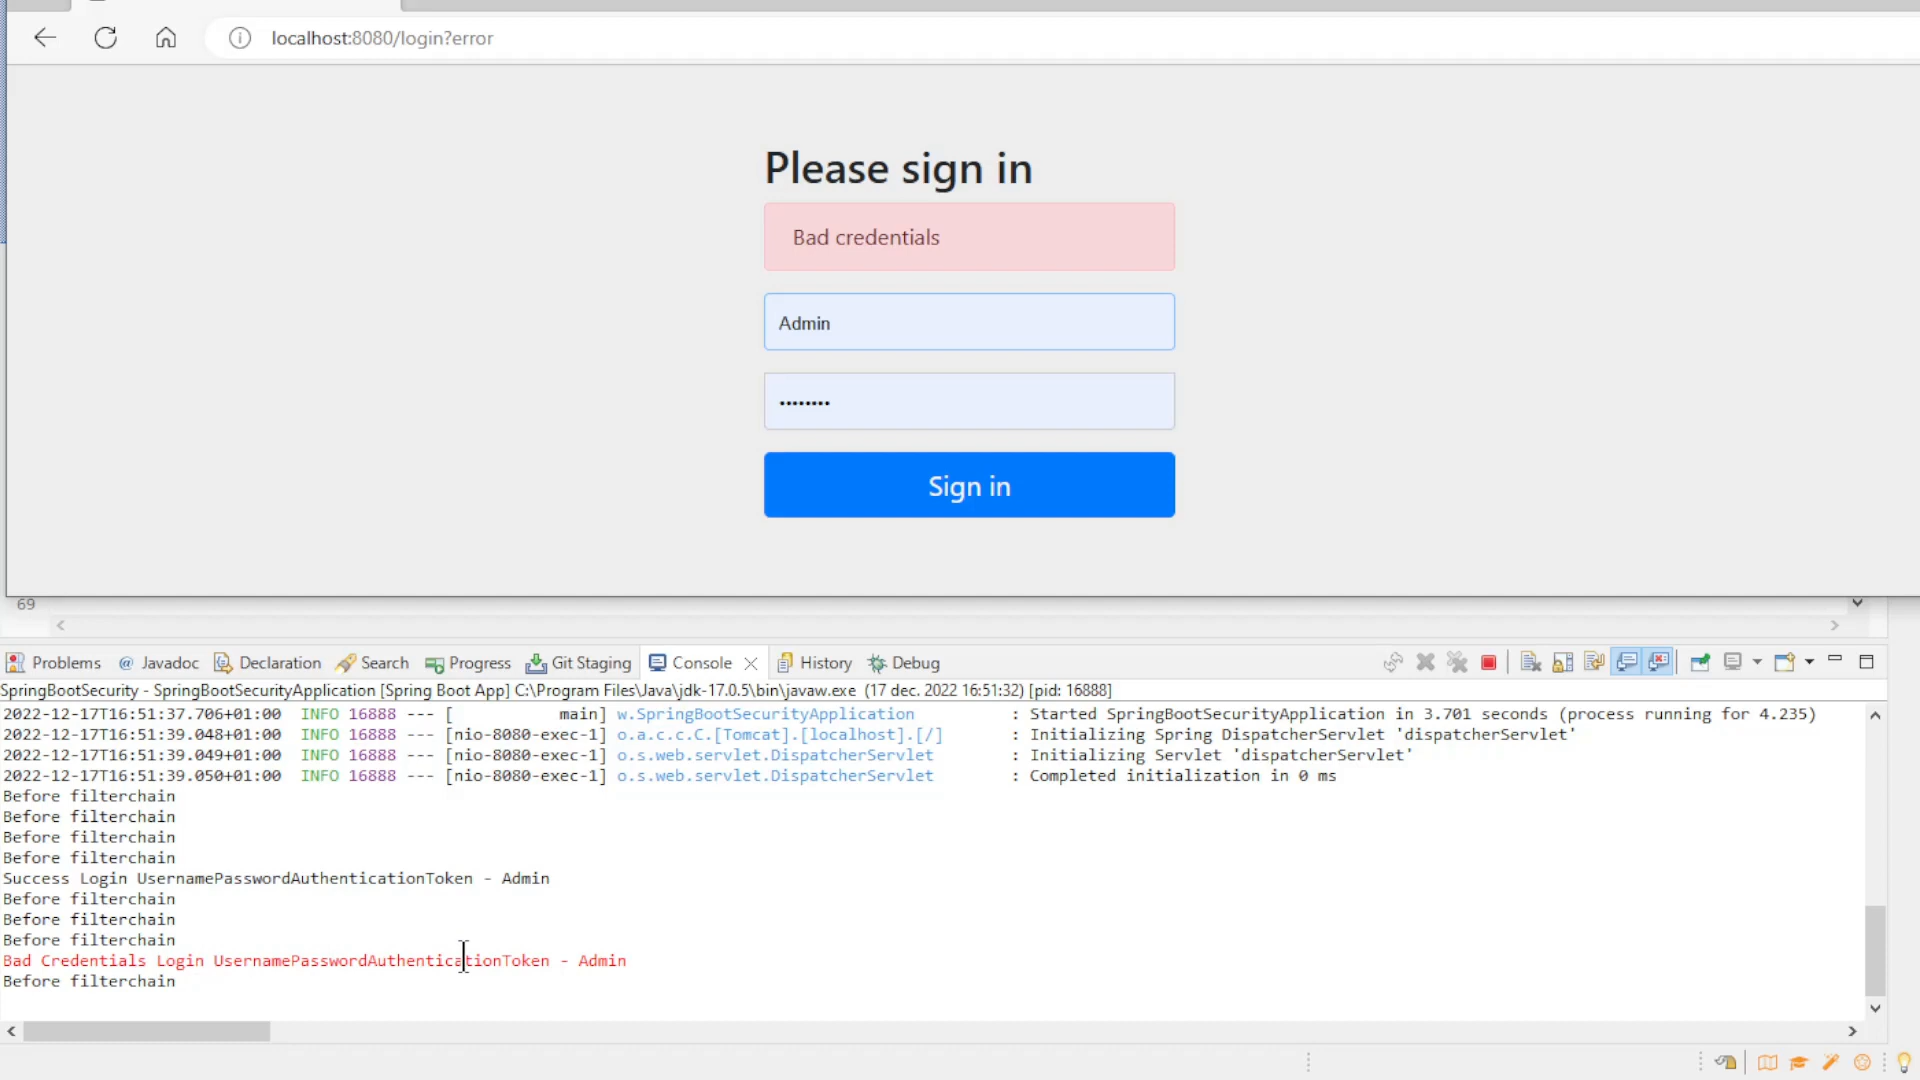 localhost:8080/login?error
Please sign in
Bad credentials
Admin
••••••••
Sign in
69
Problems @ Javadoc Declaration Search Progress Git Staging Console History Debug
SpringBootSecurity - SpringBootSecurityApplication [Spring Boot App] C:\Program Files\Java\jdk-17.0.5\bin\javaw.exe (17 dec. 2022 16:51:32) [pid: 16888]
2022-12-17T16:51:37.706+01:00  INFO 16888 --- [           main] w.SpringBootSecurityApplication          : Started SpringBootSecurityApplication in 3.701 seconds (process running for 4.235)
2022-12-17T16:51:39.048+01:00  INFO 16888 --- [nio-8080-exec-1] o.a.c.c.C.[Tomcat].[localhost].[/]       : Initializing Spring DispatcherServlet 'dispatcherServlet'
2022-12-17T16:51:39.049+01:00  INFO 16888 --- [nio-8080-exec-1] o.s.web.servlet.DispatcherServlet        : Initializing Servlet 'dispatcherServlet'
2022-12-17T16:51:39.050+01:00  INFO 16888 --- [nio-8080-exec-1] o.s.web.servlet.DispatcherServlet        : Completed initialization in 0 ms
Before filterchain
Before filterchain
Before filterchain
Before filterchain
Success Login UsernamePasswordAuthenticationToken - Admin
Before filterchain
Before filterchain
Before filterchain
Bad Credentials Login UsernamePasswordAuthenticationToken - Admin
Before filterchain